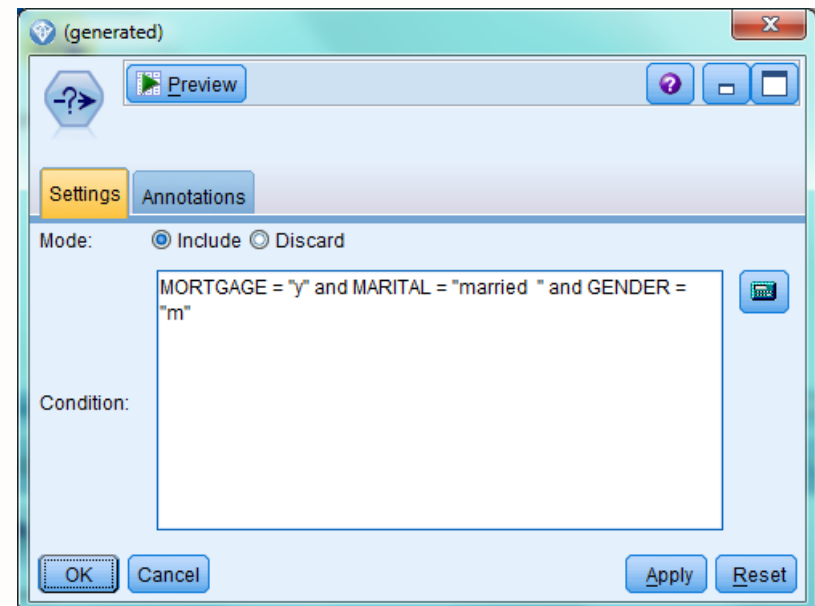 (generated)
Preview
Settings Annotations
Mode: Include Discard
MORTGAGE = "y" and MARITAL = "married  " and GENDER =
"m"
Condition:
OK Cancel Apply Reset